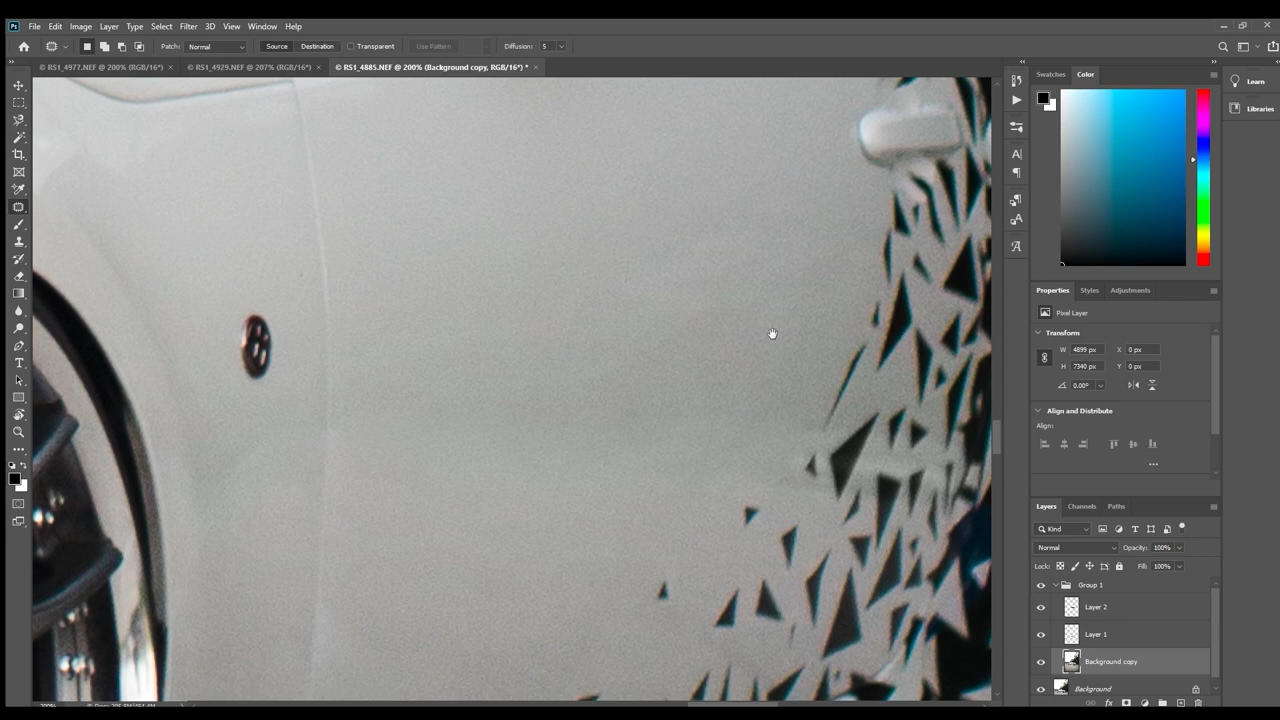 Ps File Edit Image Layer Type Select Filter 3D View Window Help
Patch: Normal Source Destination Transparent Use Pattern Diffusion: 5
© RS1_4977.NEF @ 200% (RGB/16*) × © RS1_4929.NEF @ 207% (RGB/16*) × © RS1_4885.NEF @ 200% (Background copy, RGB/16*) * ×
Swatches Color
Learn
Libraries
Properties Styles Adjustments
Pixel Layer
Transform
W 4899 px X 0 px
H 7340 px Y 0 px
0.00°
Align and Distribute
Align:
Layers Channels Paths
Kind
Normal Opacity: 100%
Lock: Fill: 100%
Group 1
Layer 2
Layer 1
Background copy
Background
fx